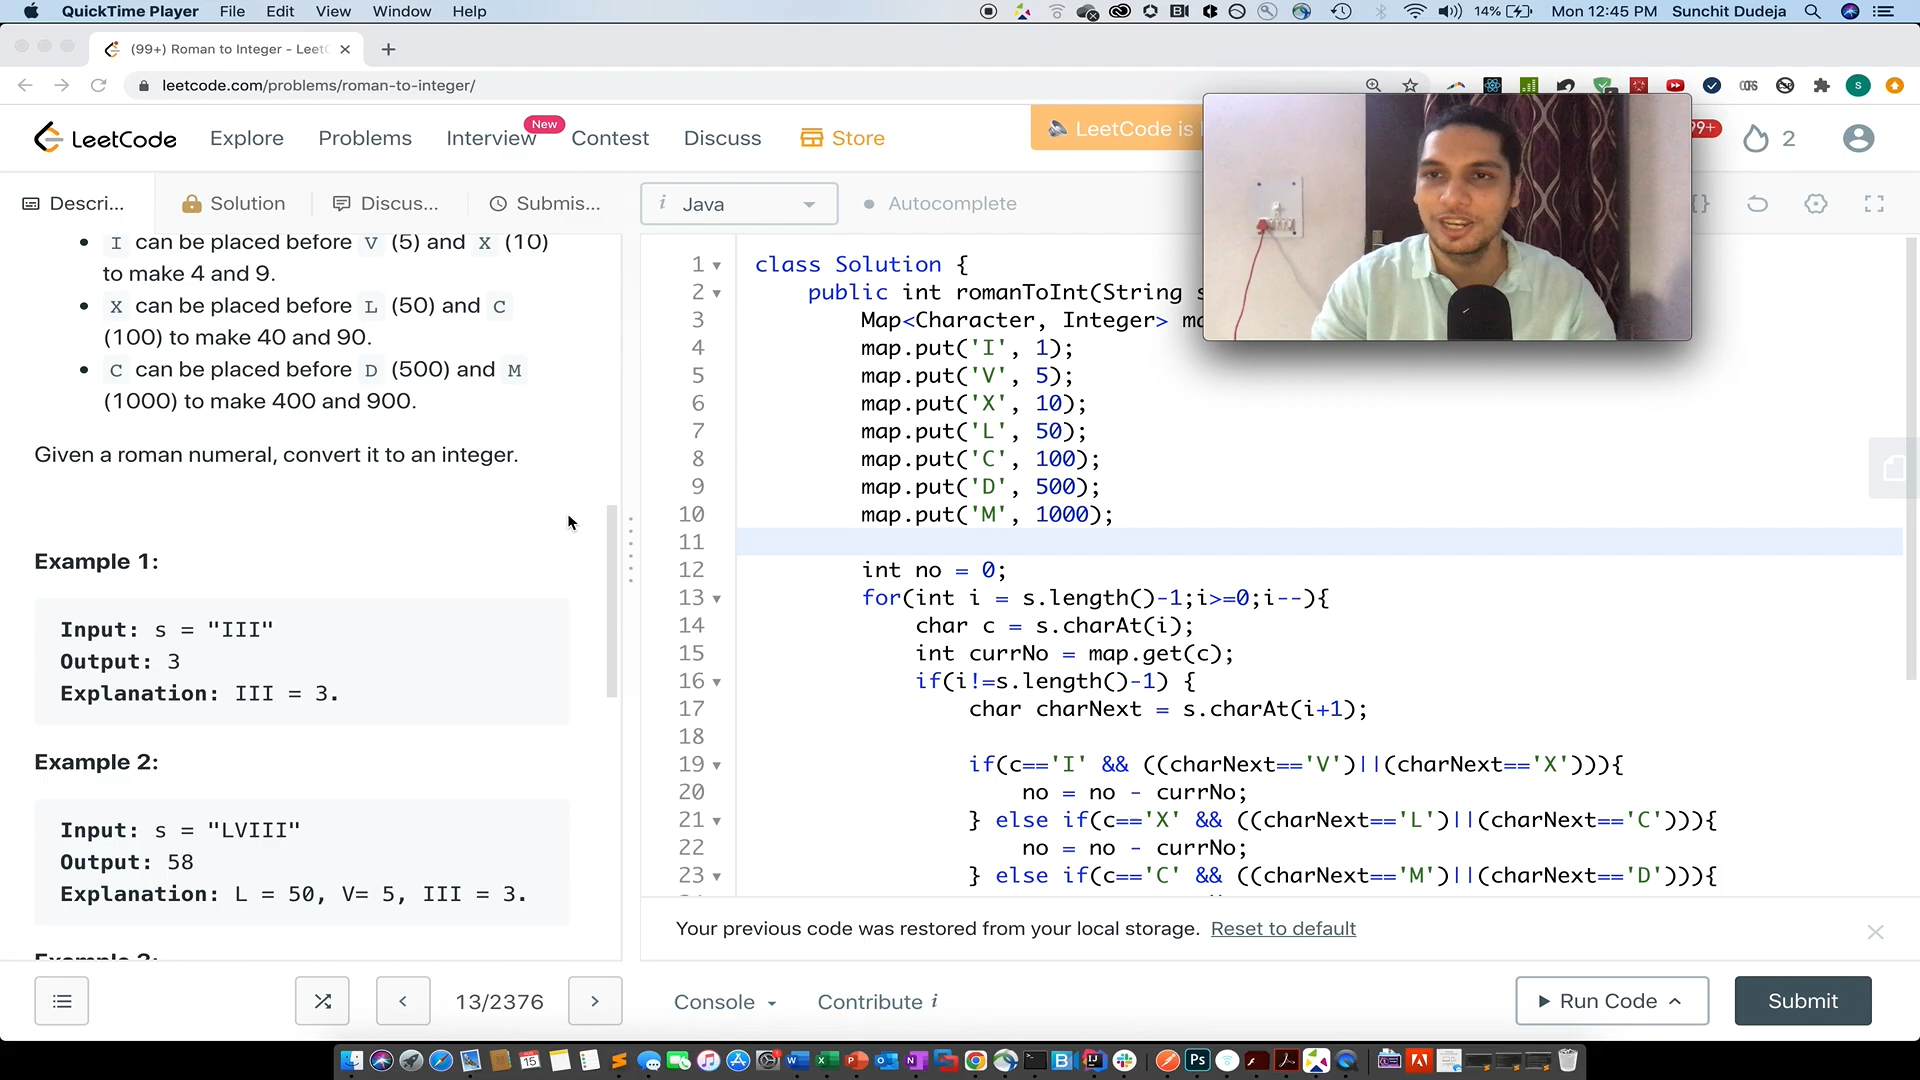 QuickTime Player File Edit View Window Help 14% Mon 12:45 PM Sunchit Dudeja
(99+) Roman to Integer - Leet
leetcode.com/problems/roman-to-integer/
LeetCode Explore Problems Interview New Contest Discuss Store LeetCode is 99+ 2
Descri... Solution Discus... Submis... i Java Autocomplete {}
I can be placed before V (5) and X (10)
to make 4 and 9.
X can be placed before L (50) and C
(100) to make 40 and 90.
C can be placed before D (500) and M
(1000) to make 400 and 900.
Given a roman numeral, convert it to an integer.
Example 1:
Input: s = "III"
Output: 3
Explanation: III = 3.
Example 2:
Input: s = "LVIII"
Output: 58
Explanation: L = 50, V= 5, III = 3.
1 class Solution {
2 public int romanToInt(String s
3 Map<Character, Integer> ma
4 map.put('I', 1);
5 map.put('V', 5);
6 map.put('X', 10);
7 map.put('L', 50);
8 map.put('C', 100);
9 map.put('D', 500);
10 map.put('M', 1000);
11
12 int no = 0;
13 for(int i = s.length()-1;i>=0;i--){
14 char c = s.charAt(i);
15 int currNo = map.get(c);
16 if(i!=s.length()-1) {
17 char charNext = s.charAt(i+1);
18
19 if(c=='I' && ((charNext=='V')||(charNext=='X'))){
20 no = no - currNo;
21 } else if(c=='X' && ((charNext=='L')||(charNext=='C'))){
22 no = no - currNo;
23 } else if(c=='C' && ((charNext=='M')||(charNext=='D'))){
Your previous code was restored from your local storage. Reset to default
13/2376 Console Contribute i Run Code Submit